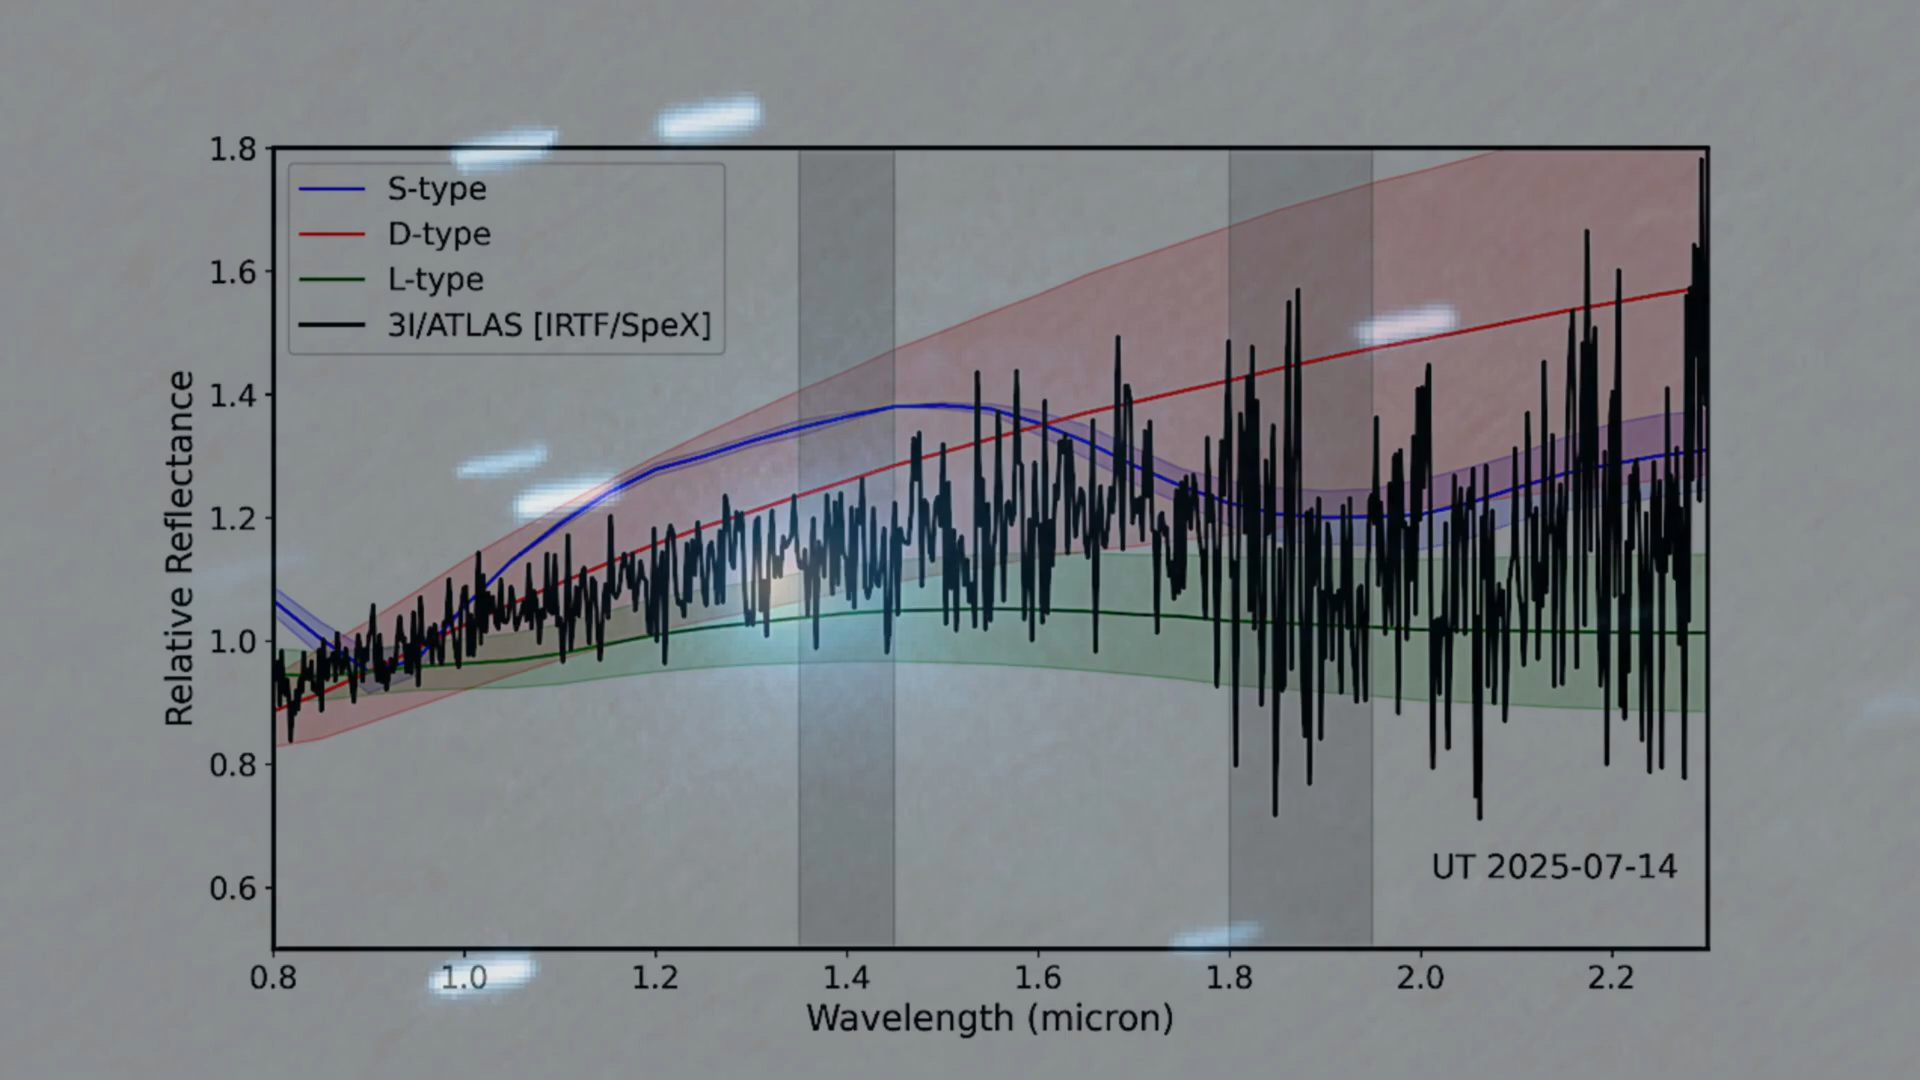 1.8
1.6
1.4
1.2
1.0
0.8
0.6
Relative Reflectance
S-type
D-type
L-type
3I/ATLAS [IRTF/SpeX]
UT 2025-07-14
0.8 1.0 1.2 1.4 1.6 1.8 2.0 2.2
Wavelength (micron)